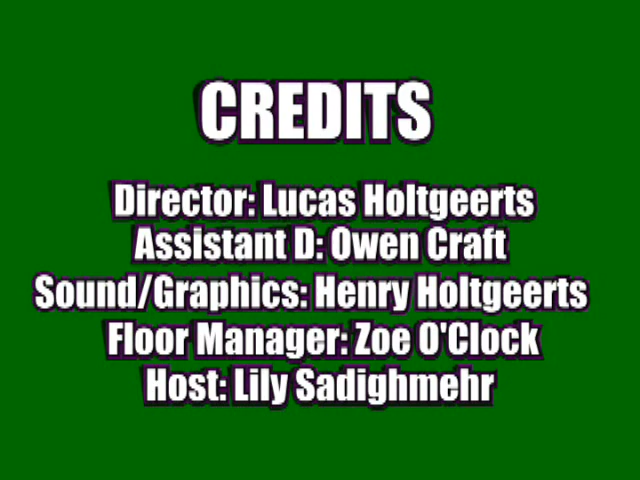 CREDITS
Director: Lucas Holtgeerts
Assistant D: Owen Craft
Sound/Graphics: Henry Holtgeerts
Floor Manager: Zoe O'Clock
Host: Lily Sadighmehr